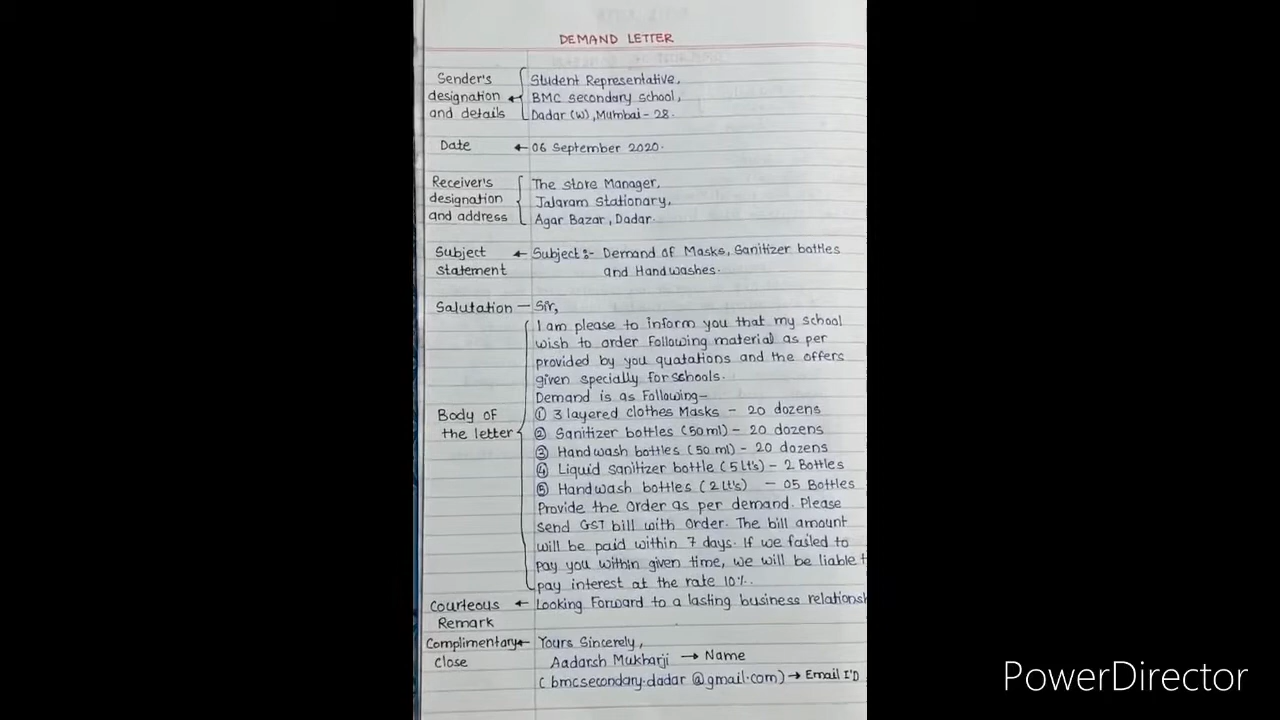 DEMAND LETTER
Sender's designation and details
Student Representative,
BMC secondary school,
Dadar (W), Mumbai - 28.
Date ← 06 September 2020.
Receiver's designation and address
The store Manager,
Jalaram Stationary,
Agar Bazar, Dadar.
Subject statement ← Subject :- Demand of Masks, Sanitizer bottles
and Handwashes.
Salutation — Sir,
Body of the letter
I am please to inform you that my school
wish to order Following material as per
provided by you quatations and the offers
given specially for schools.
Demand is as Following—
① 3 layered clothes Masks - 20 dozens
② Sanitizer bottles (50 ml) - 20 dozens
③ Handwash bottles (50 ml) - 20 dozens
④ Liquid sanitizer bottle (5 Lt's) - 2 Bottles
⑤ Handwash bottles (2 Lt's) - 05 Bottles
Provide the Order as per demand. Please
send GST bill with Order. The bill amount
will be paid within 7 days. If we failed to
pay you within given time, we will be liable t
pay interest at the rate 10%.
Courteous Remark ← Looking Forward to a lasting business relationsh
Complimentary close ← Yours Sincerely,
Aadarsh Mukharji → Name
(bmcsecondary.dadar @gmail.com) → Email I'D
PowerDirector